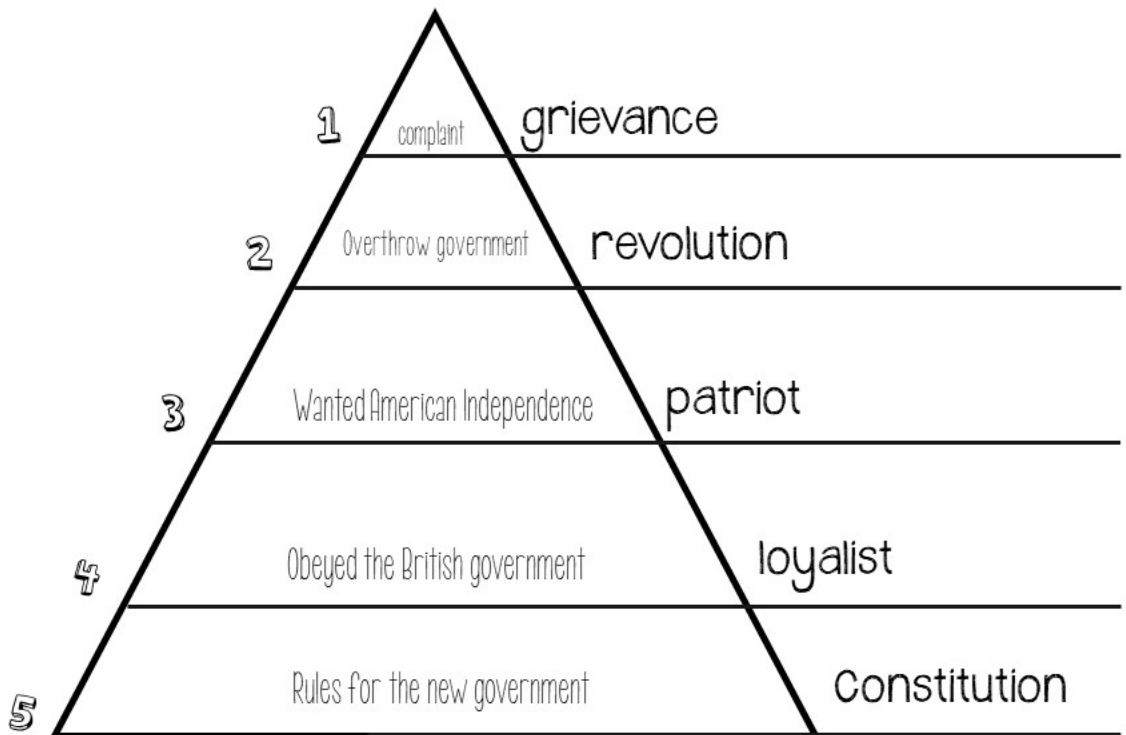 1 complaint grievance
2 Overthrow government revolution
3 Wanted American Independence patriot
4 Obeyed the British government loyalist
5 Rules for the new government Constitution